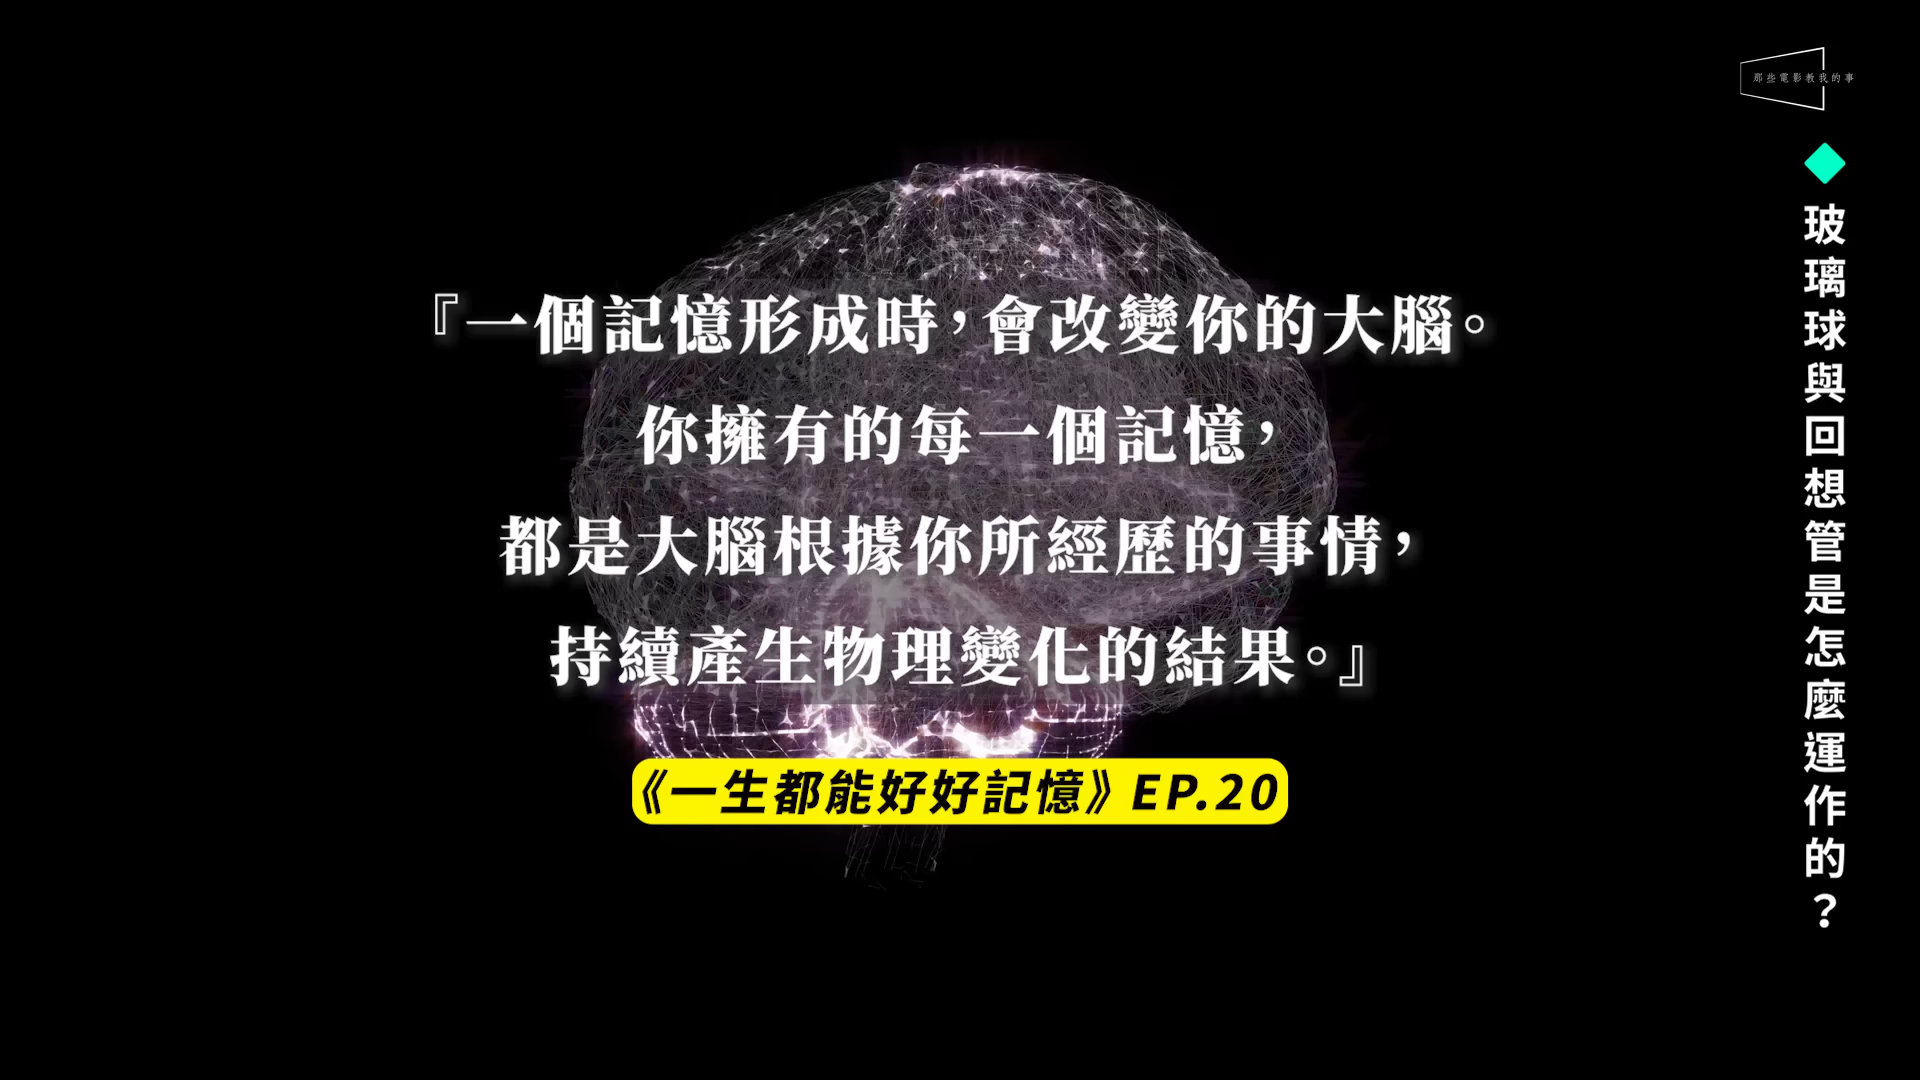 那些電影教我的事
玻璃球與回想管是怎麼運作的？
『一個記憶形成時，會改變你的大腦。
你擁有的每一個記憶，
都是大腦根據你所經歷的事情，
持續產生物理變化的結果。』
《一生都能好好記憶》EP.20